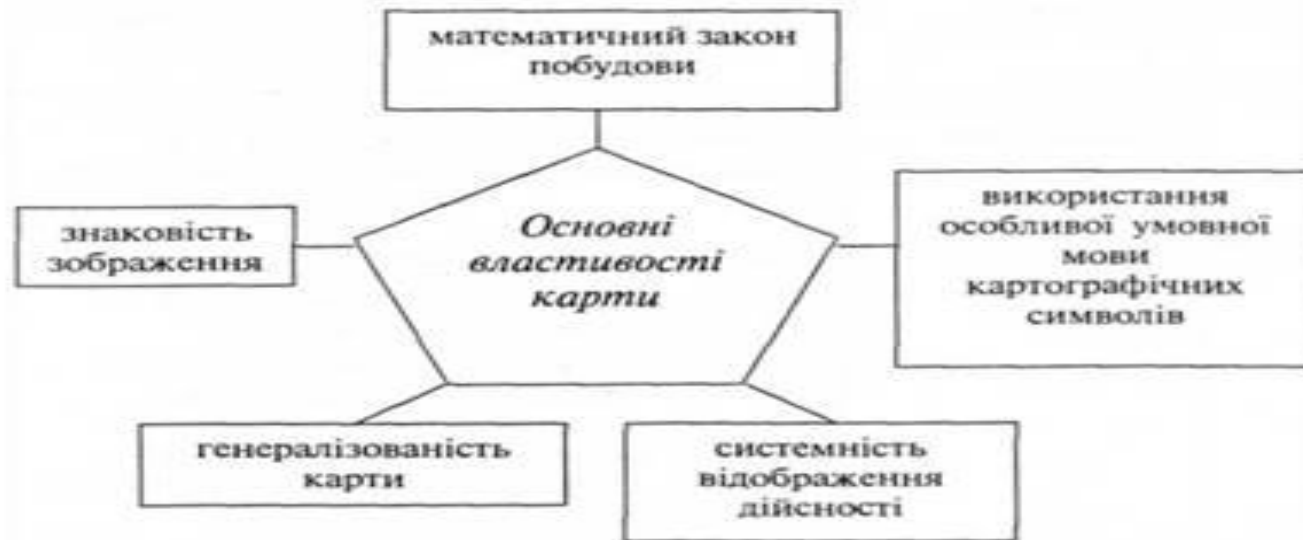 математичний закон
побудови
знаковість
зображення
Основні
властивості
карти
використання
особливої умовної
мови
картографічних
символів
генералізованість
карти
системність
відображення
дійсності